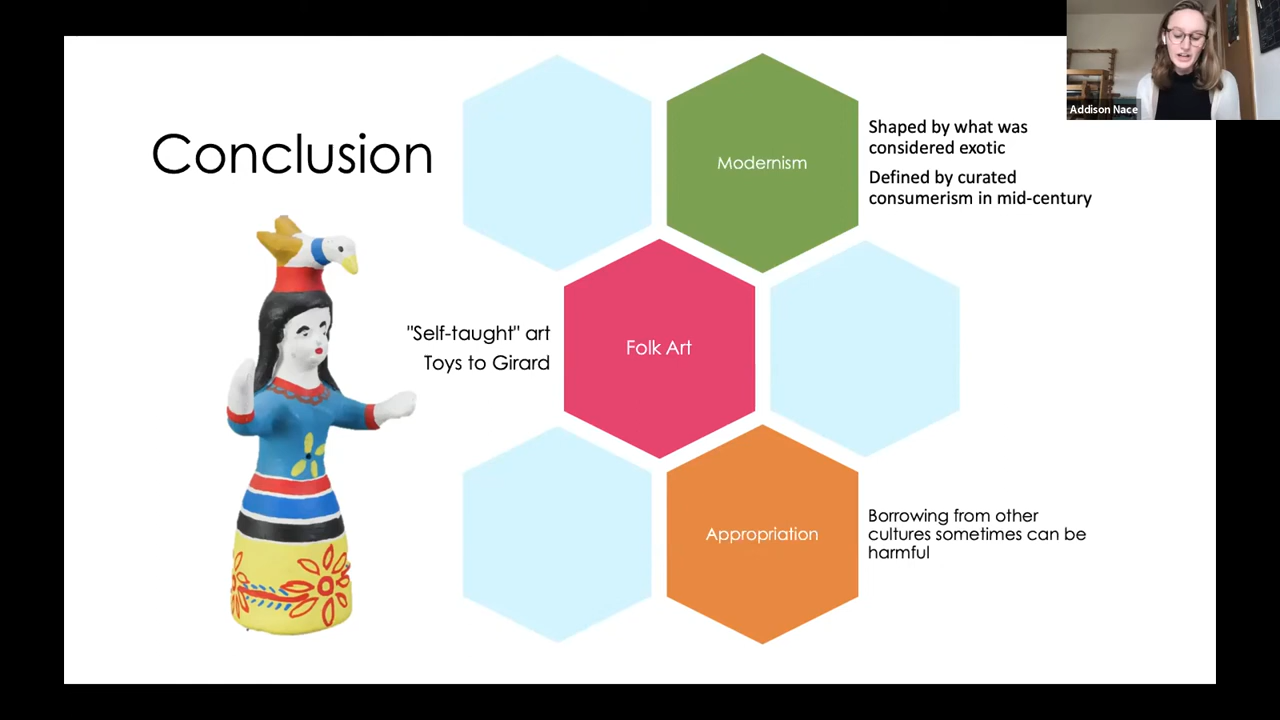 Conclusion
Modernism
Shaped by what was
considered exotic
Defined by curated
consumerism in mid-century
"Self-taught" art
Toys to Girard
Folk Art
Appropriation
Borrowing from other
cultures sometimes can be
harmful
Addison Nace